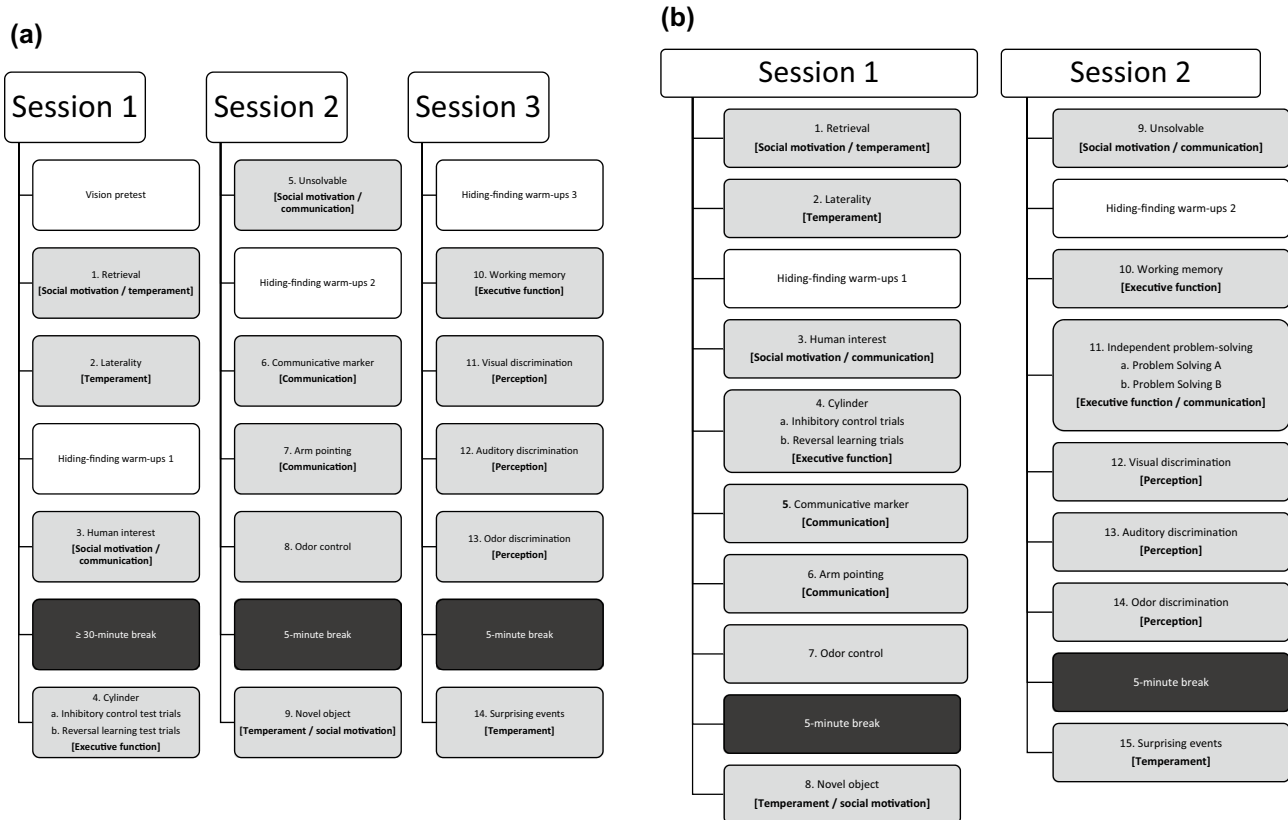 (a)
Session 1
Vision pretest
1. Retrieval
[Social motivation / temperament]
2. Laterality
[Temperament]
Hiding-finding warm-ups 1
3. Human interest
[Social motivation /
communication]
≥ 30-minute break
4. Cylinder
a. Inhibitory control test trials
b. Reversal learning test trials
[Executive function]
Session 2
5. Unsolvable
[Social motivation /
communication]
Hiding-finding warm-ups 2
6. Communicative marker
[Communication]
7. Arm pointing
[Communication]
8. Odor control
5-minute break
9. Novel object
[Temperament / social motivation]
Session 3
Hiding-finding warm-ups 3
10. Working memory
[Executive function]
11. Visual discrimination
[Perception]
12. Auditory discrimination
[Perception]
13. Odor discrimination
[Perception]
5-minute break
14. Surprising events
[Temperament]
(b)
Session 1
1. Retrieval
[Social motivation / temperament]
2. Laterality
[Temperament]
Hiding-finding warm-ups 1
3. Human interest
[Social motivation / communication]
4. Cylinder
a. Inhibitory control trials
b. Reversal learning trials
[Executive function]
5. Communicative marker
[Communication]
6. Arm pointing
[Communication]
7. Odor control
5-minute break
8. Novel object
[Temperament / social motivation]
Session 2
9. Unsolvable
[Social motivation / communication]
Hiding-finding warm-ups 2
10. Working memory
[Executive function]
11. Independent problem-solving
a. Problem Solving A
b. Problem Solving B
[Executive function / communication]
12. Visual discrimination
[Perception]
13. Auditory discrimination
[Perception]
14. Odor discrimination
[Perception]
5-minute break
15. Surprising events
[Temperament]